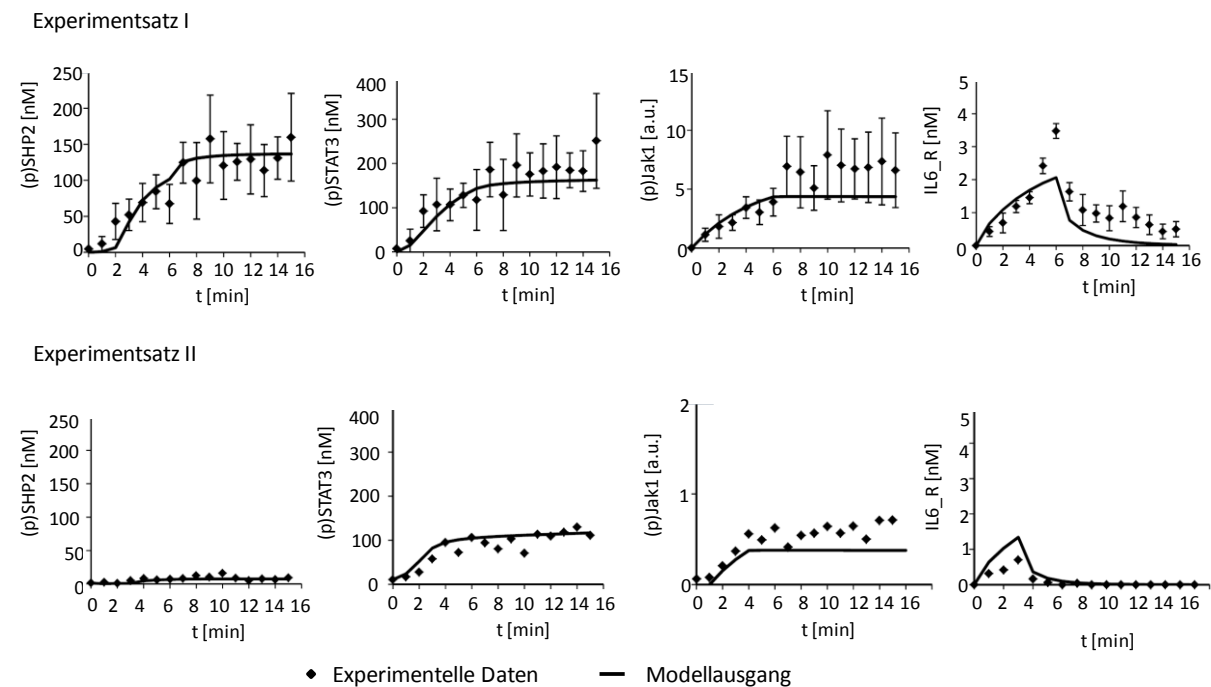 Experimentsatz I
(p)SHP2 [nM]
250
200
150
100
50
0
0 2 4 6 8 10 12 14 16
t [min]
(p)STAT3 [nM]
400
300
200
100
0
0 2 4 6 8 10 12 14 16
t [min]
(p)Jak1 [a.u.]
15
10
5
0
0 2 4 6 8 10 12 14 16
t [min]
IL6_R [nM]
5
4
3
2
1
0
0 2 4 6 8 10 12 14 16
t [min]
Experimentsatz II
(p)SHP2 [nM]
250
200
150
100
50
0
0 2 4 6 8 10 12 14 16
t [min]
(p)STAT3 [nM]
400
300
200
100
0
0 2 4 6 8 10 12 14 16
t [min]
(p)Jak1 [a.u.]
2
1
0
0 2 4 6 8 10 12 14 16
t [min]
IL6_R [nM]
5
4
3
2
1
0
0 2 4 6 8 10 12 14 16
t [min]
Experimentelle Daten
Modellausgang